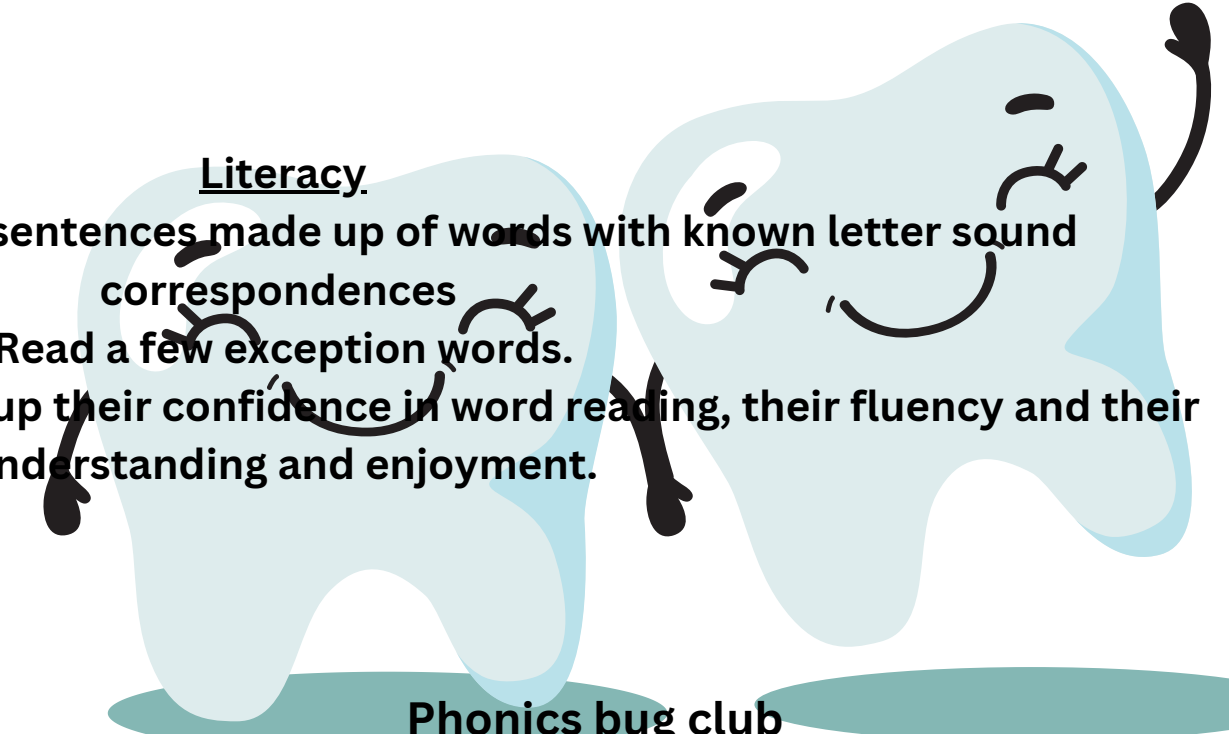 Literacy
sentences made up of words with known letter sound
correspondences
Read a few exception words.
up their confidence in word reading, their fluency and their
nderstanding and enjoyment.
Phonics bug club